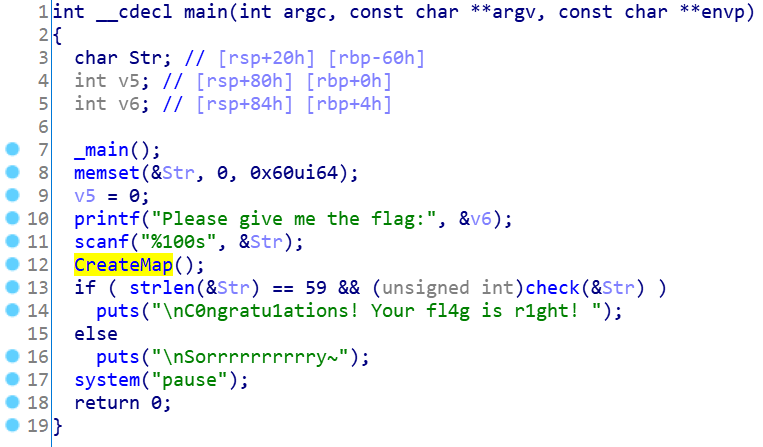 1 int __cdecl main(int argc, const char **argv, const char **envp)
2 {
3 char Str; // [rsp+20h] [rbp-60h]
4 int v5; // [rsp+80h] [rbp+0h]
5 int v6; // [rsp+84h] [rbp+4h]
6
7 _main();
8 memset(&Str, 0, 0x60ui64);
9 v5 = 0;
10 printf("Please give me the flag:", &v6);
11 scanf("%100s", &Str);
12 CreateMap();
13 if ( strlen(&Str) == 59 && (unsigned int)check(&Str) )
14 puts("\nC0ngratu1ations! Your fl4g is r1ght! ");
15 else
16 puts("\nSorrrrrrrrrry~");
17 system("pause");
18 return 0;
19 }